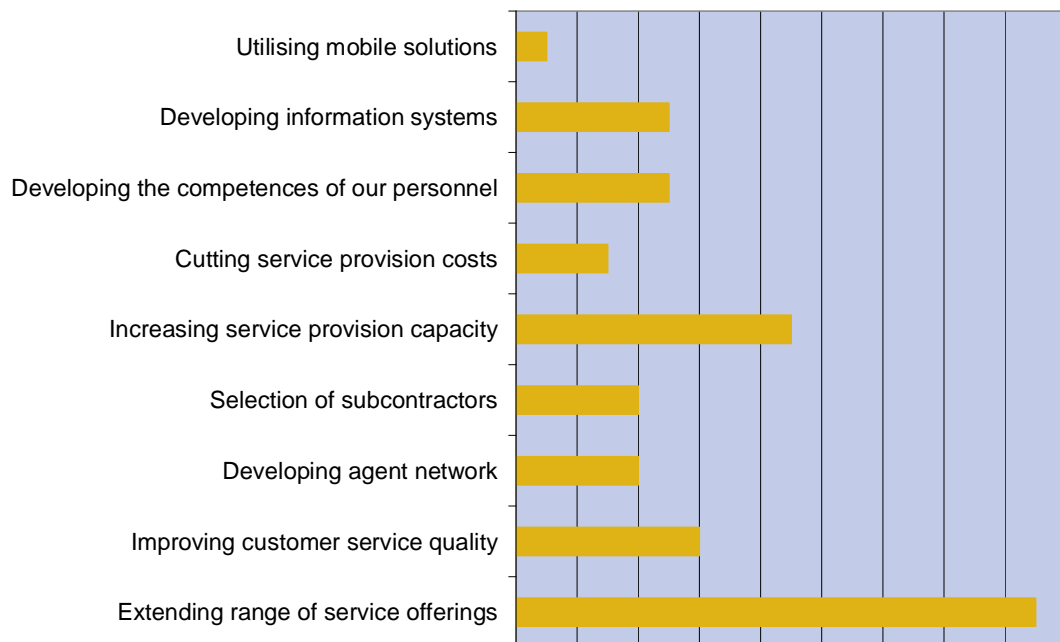 Utilising mobile solutions
Developing information systems
Developing the competences of our personnel
Cutting service provision costs
Increasing service provision capacity
Selection of subcontractors
Developing agent network
Improving customer service quality
Extending range of service offerings